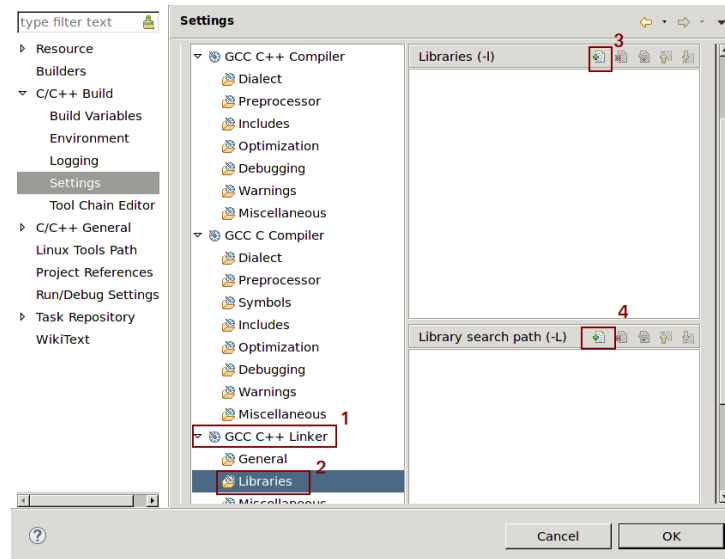 type filter text
Resource
Builders
C/C++ Build
Build Variables
Environment
Logging
Settings
Tool Chain Editor
C/C++ General
Linux Tools Path
Project References
Run/Debug Settings
Task Repository
WikiText
Settings
GCC C++ Compiler
Dialect
Preprocessor
Includes
Optimization
Debugging
Warnings
Miscellaneous
GCC C Compiler
Dialect
Preprocessor
Symbols
Includes
Optimization
Debugging
Warnings
Miscellaneous
1
GCC C++ Linker
General
2
Libraries
Miscellaneous
3
Libraries (-l)
4
Library search path (-L)
?
Cancel
OK